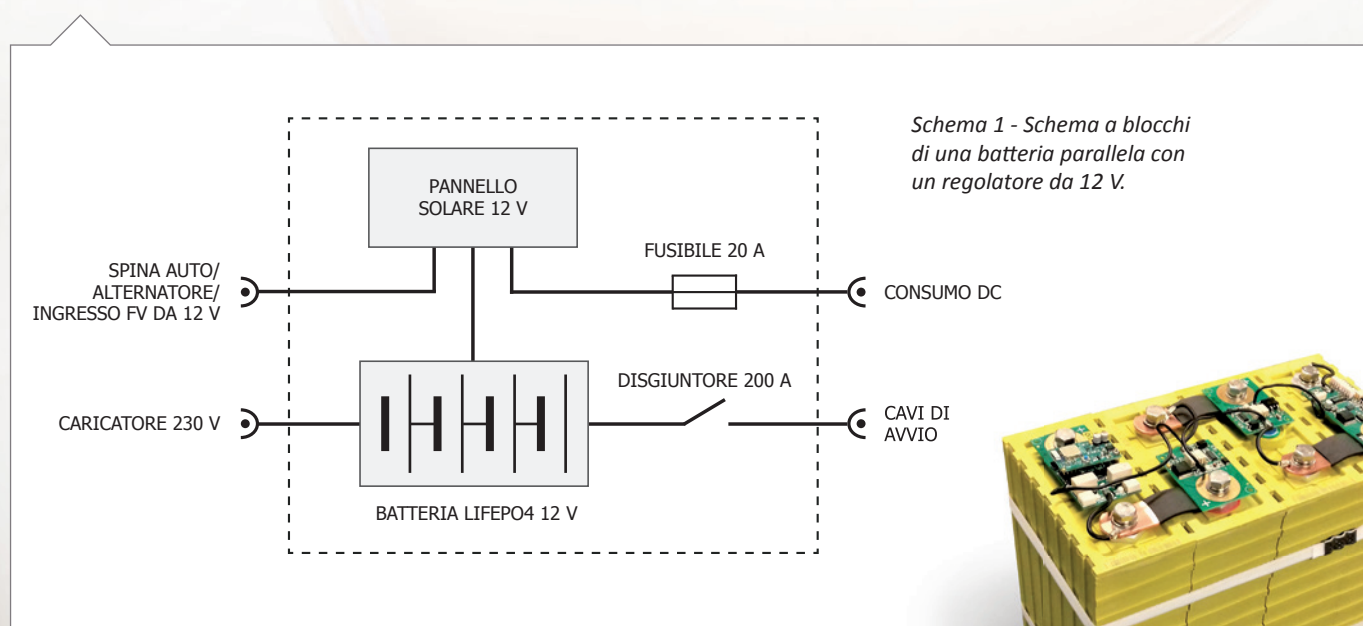 Schema 1 - Schema a blocchi
di una batteria parallela con
un regolatore da 12 V.
PANNELLO
SOLARE 12 V
FUSIBILE 20 A
SPINA AUTO/
ALTERNATORE/
INGRESSO FV DA 12 V
CONSUMO DC
DISGIUNTORE 200 A
CARICATORE 230 V
CAVI DI
AVVIO
BATTERIA LIFEPO4 12 V